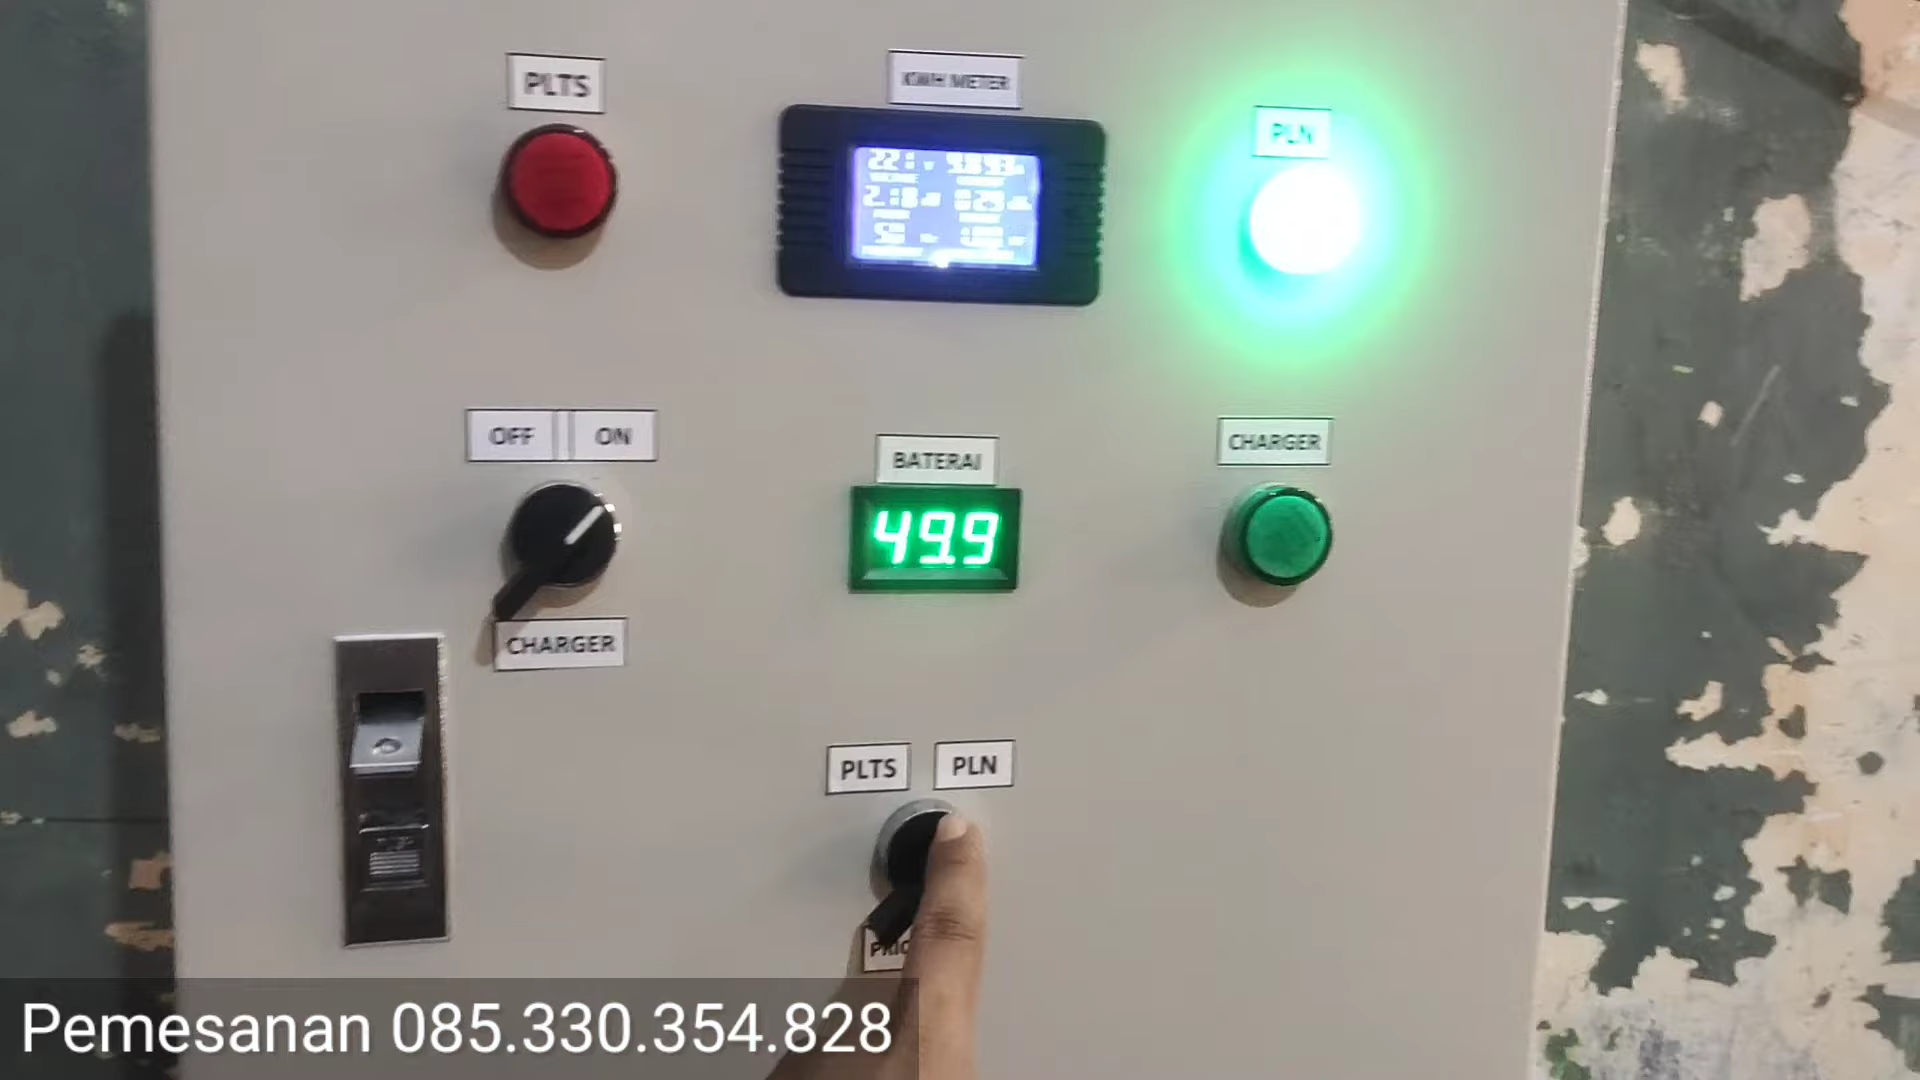 PLTS
KWH METER
PLN
OFF ON
BATERAI
CHARGER
49.9
CHARGER
PLTS PLN
Pemesanan 085.330.354.828